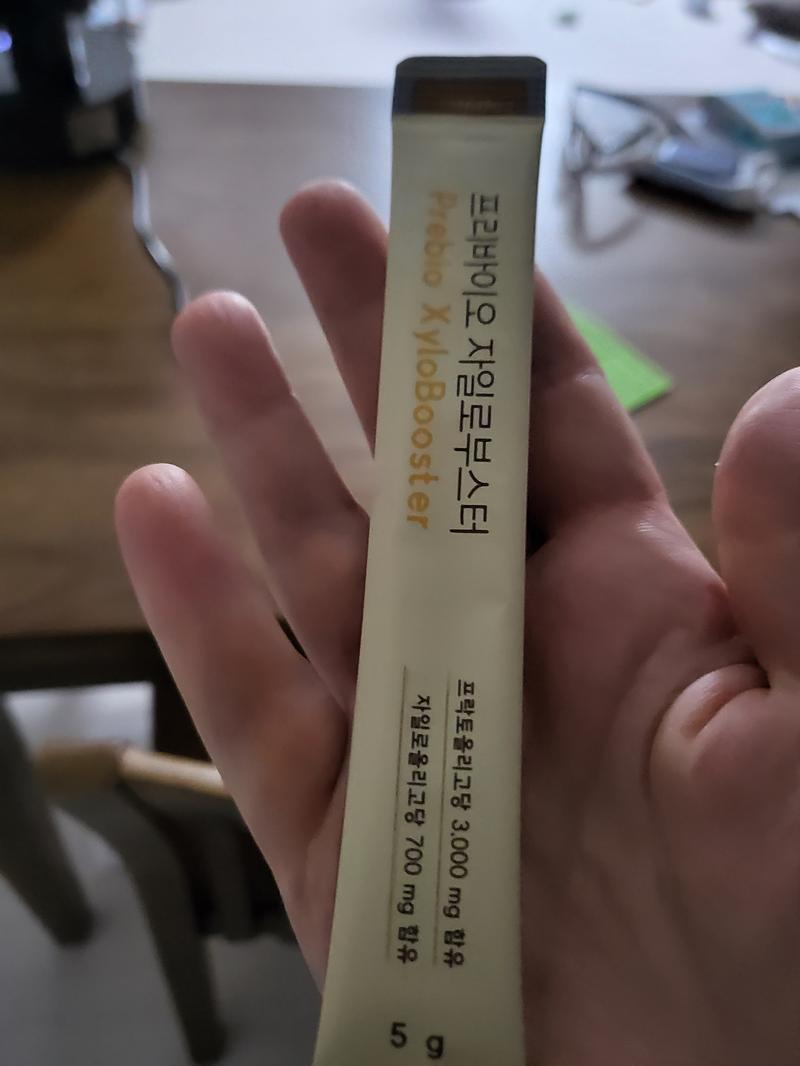 프리바이오 자일로부스터
Prebio XyloBooster
프락토올리고당 3,000 mg 함유
자일로올리고당 700 mg 함유
5 g